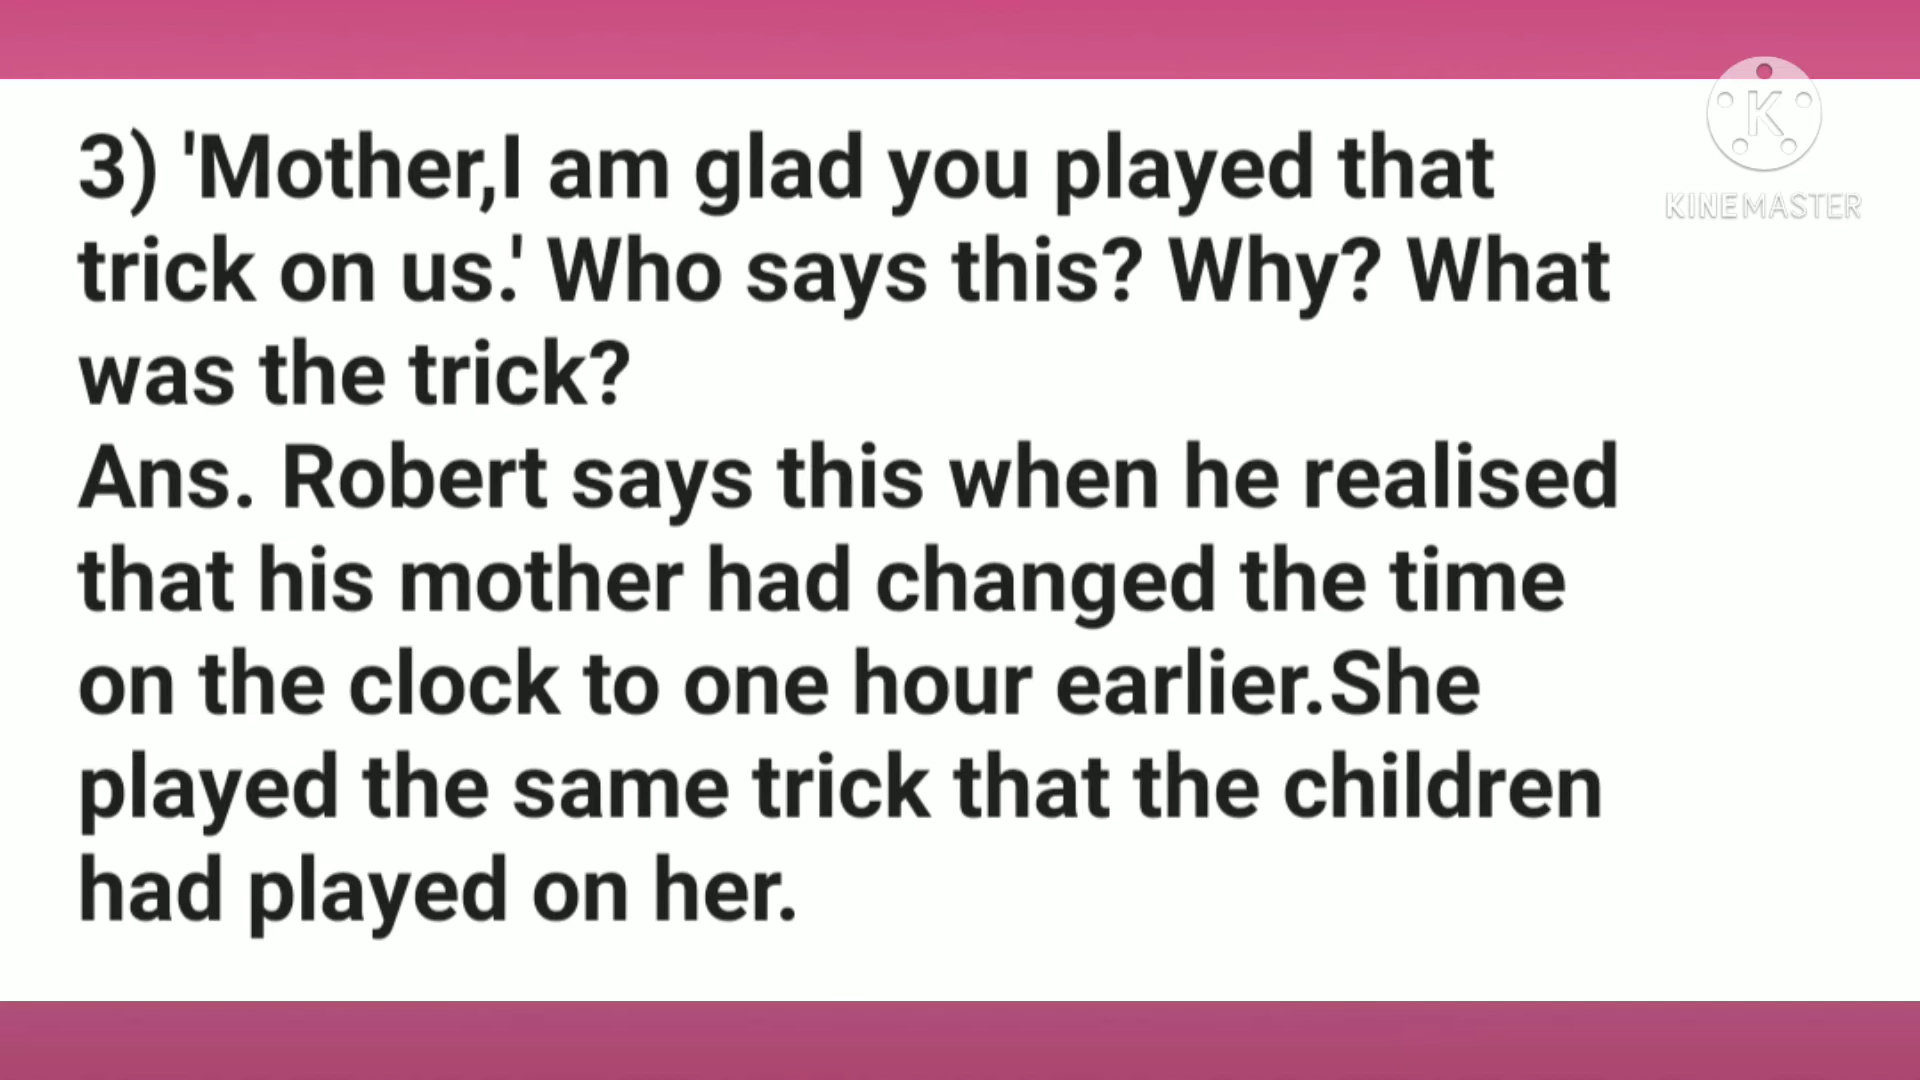 3) 'Mother,I am glad you played that
trick on us.' Who says this? Why? What
was the trick?
Ans. Robert says this when he realised
that his mother had changed the time
on the clock to one hour earlier.She
played the same trick that the children
had played on her.
K
KINEMASTER